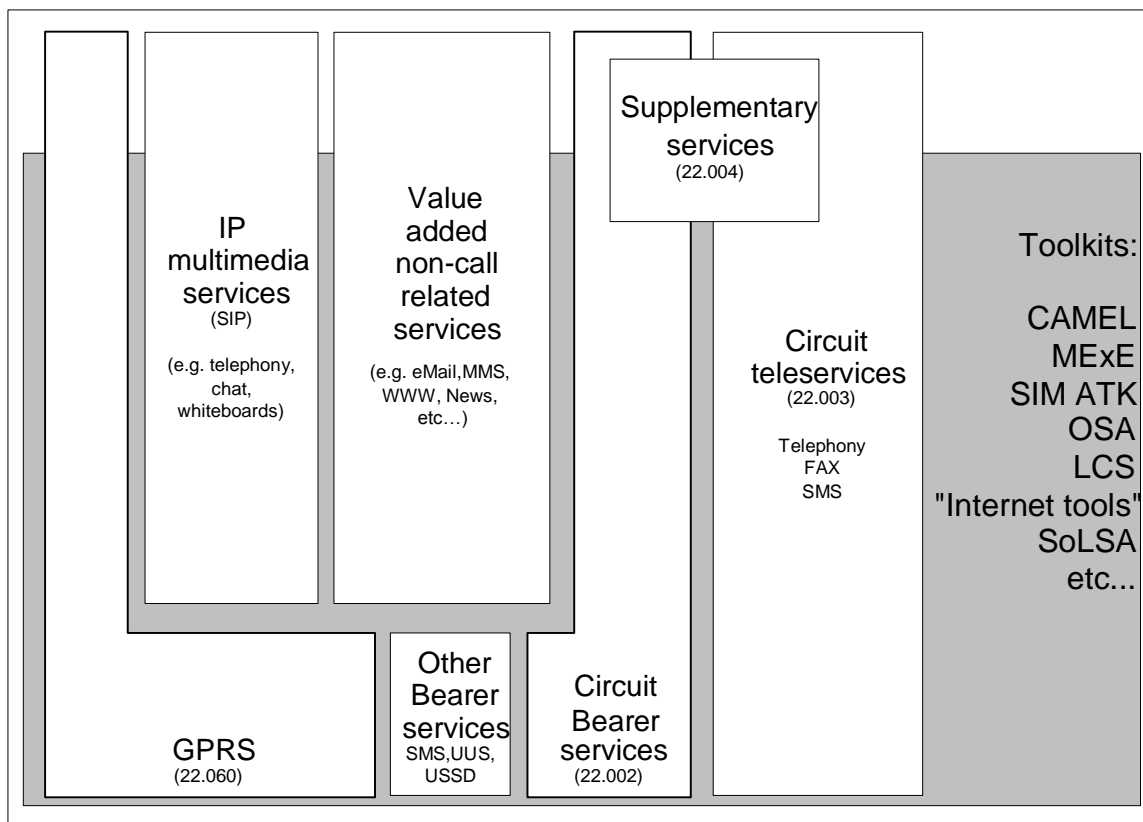 Supplementary
services
(22.004)
IP
multimedia
services
(SIP)
(e.g. telephony,
chat,
whiteboards)
Value
added
non-call
related
services
(e.g. eMail,MMS,
WWW, News,
etc…)
Circuit
teleservices
(22.003)
Telephony
FAX
SMS
Toolkits:
CAMEL
MExE
SIM ATK
OSA
LCS
"Internet tools"
SoLSA
etc...
GPRS
(22.060)
Other
Bearer
services
SMS,UUS,
USSD
Circuit
Bearer
services
(22.002)